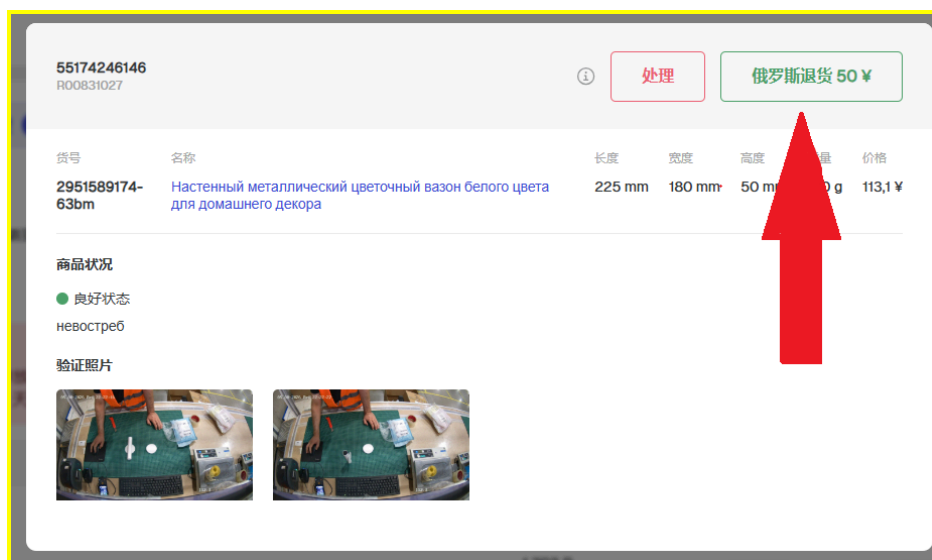 55174246146
R00831027
处理
俄罗斯退货 50 ¥
货号
名称
长度
宽度
高度
价格
2951589174-
63bm
Настенный металлический цветочный вазон белого цвета
для домашнего декора
225 mm
180 mm
50 m
g
113,1 ¥
商品状况
良好状态
невостреб
验证照片